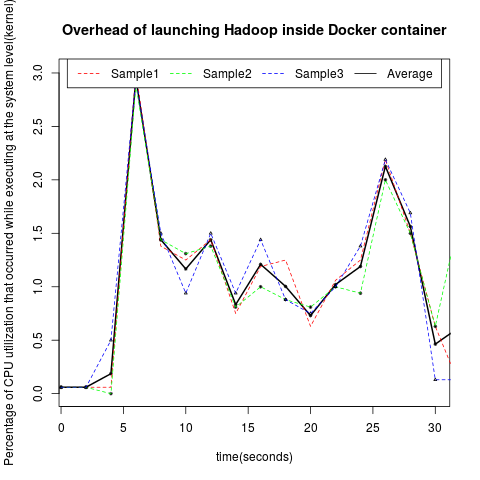 Overhead of launching Hadoop inside Docker container
Percentage of CPU utilization that occurred while executing at the system level(kernel)
Sample1 Sample2 Sample3 Average
3.0
2.5
2.0
1.5
1.0
0.5
0.0
0 5 10 15 20 25 30
time(seconds)